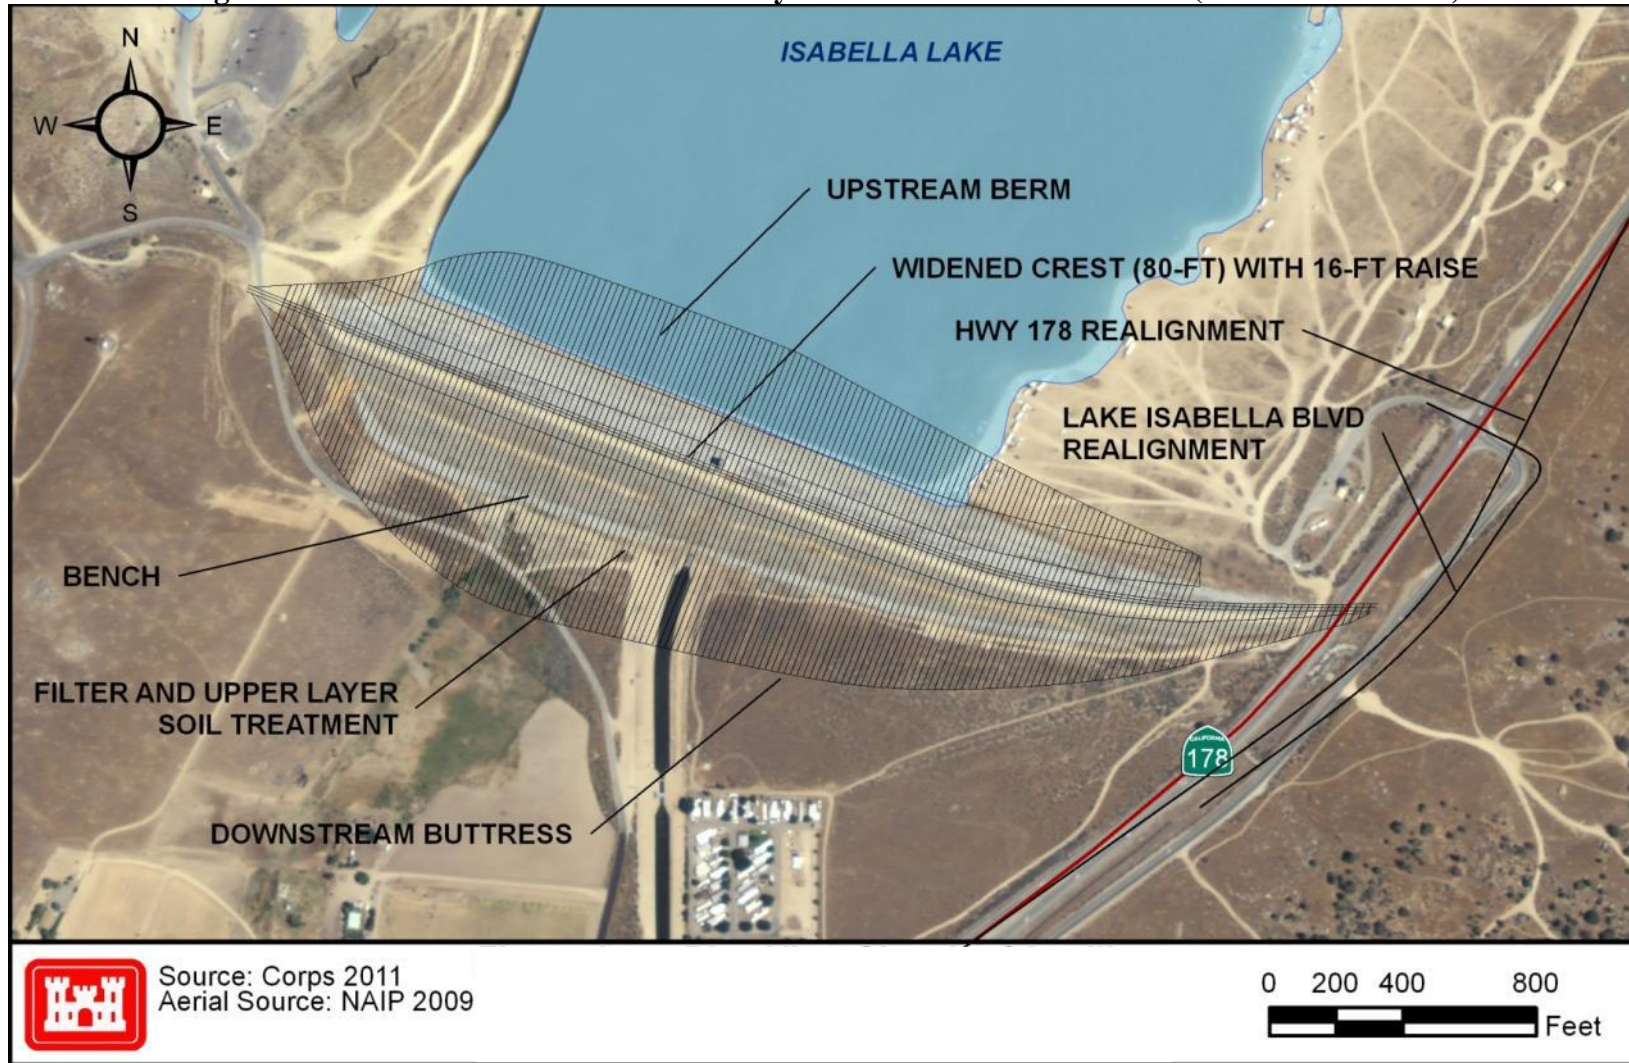 N
W E
S
ISABELLA LAKE
UPSTREAM BERM
WIDENED CREST (80-FT) WITH 16-FT RAISE
HWY 178 REALIGNMENT
LAKE ISABELLA BLVD
REALIGNMENT
BENCH
FILTER AND UPPER LAYER
SOIL TREATMENT
DOWNSTREAM BUTTRESS
CALIFORNIA
178
Source: Corps 2011
Aerial Source: NAIP 2009
0 200 400 800
Feet